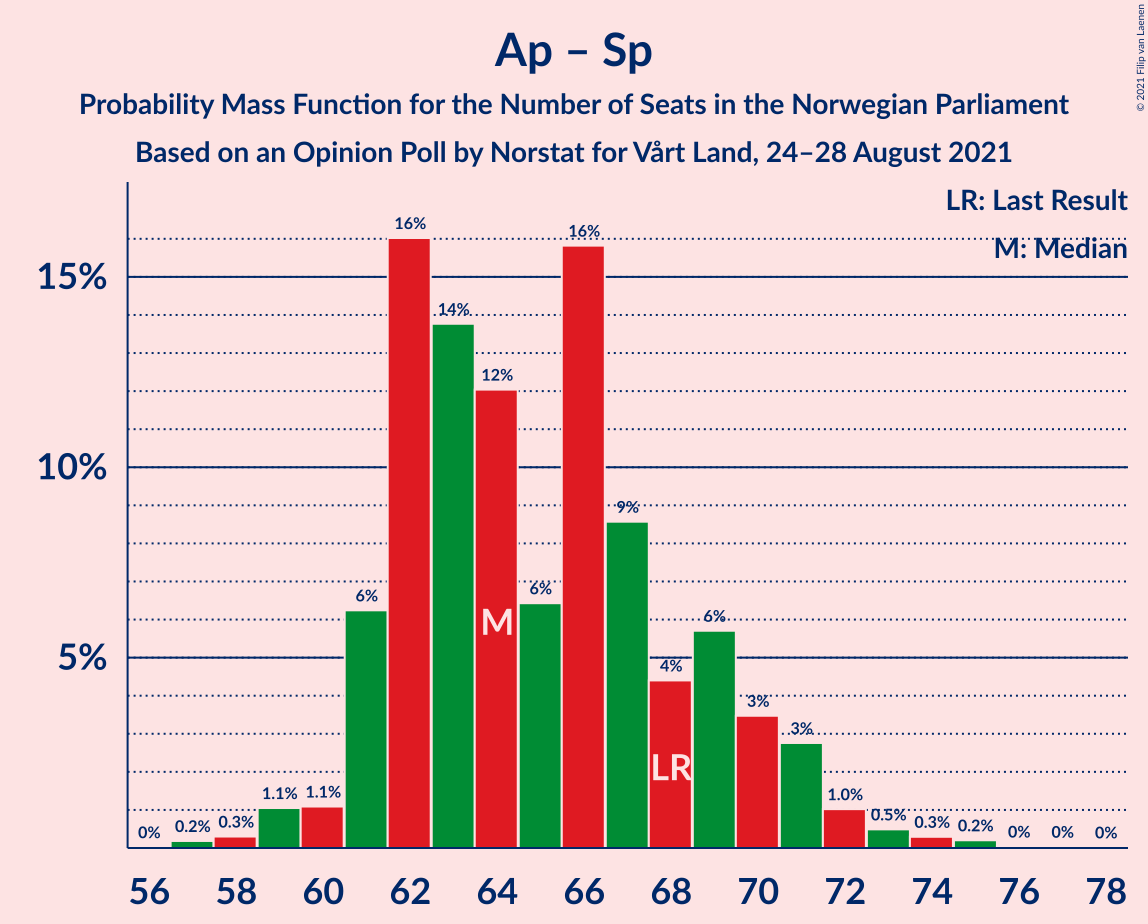 Ap – Sp
Probability Mass Function for the Number of Seats in the Norwegian Parliament
Based on an Opinion Poll by Norstat for Vårt Land, 24–28 August 2021
© 2021 Filip van Laenen
LR: Last Result
M: Median
15%
10%
5%
0%
0.2%
0.3%
1.1%
1.1%
6%
16%
14%
12%
6%
16%
9%
4%
6%
3%
3%
1.0%
0.5%
0.3%
0.2%
0%
0%
0%
M
LR
56 58 60 62 64 66 68 70 72 74 76 78